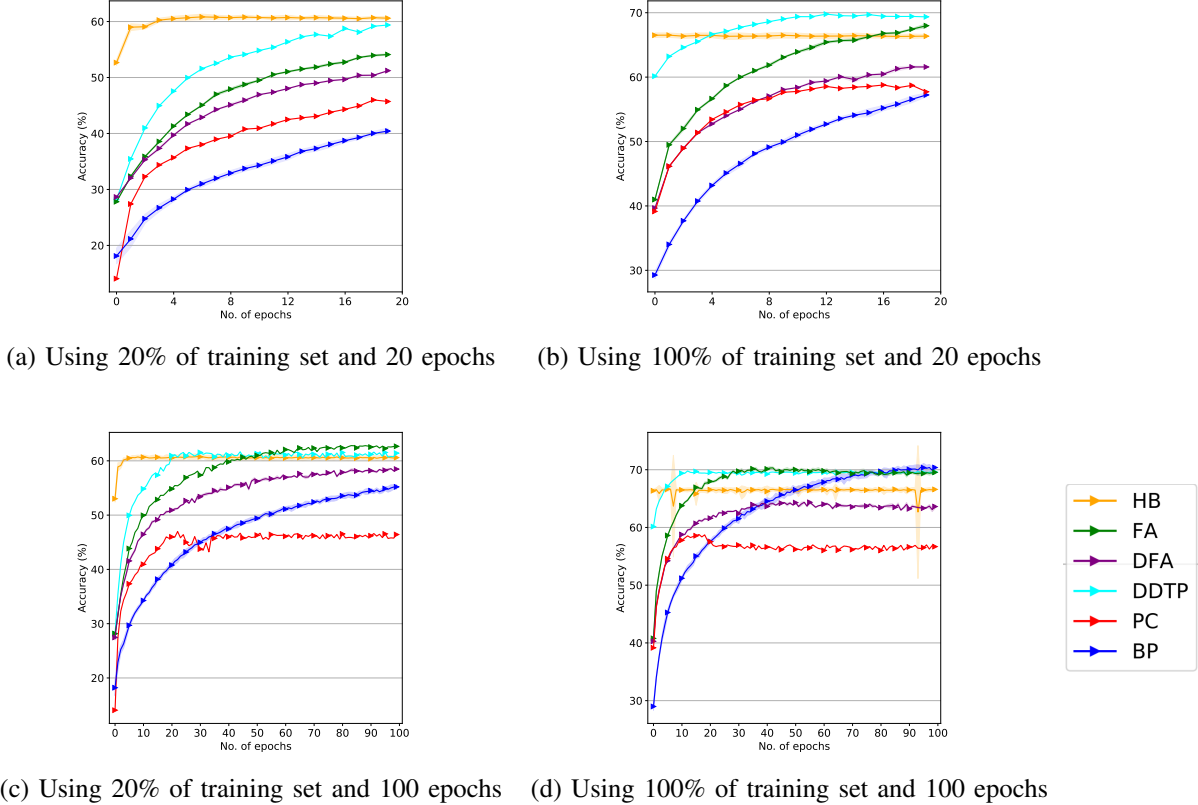 60
50
40
30
20
Accuracy (%)
0 4 8 12 16 20
No. of epochs
(a) Using 20% of training set and 20 epochs
70
60
50
40
30
Accuracy (%)
0 4 8 12 16 20
No. of epochs
(b) Using 100% of training set and 20 epochs
60
50
40
30
20
Accuracy (%)
0 10 20 30 40 50 60 70 80 90 100
No. of epochs
(c) Using 20% of training set and 100 epochs
70
60
50
40
30
Accuracy (%)
0 10 20 30 40 50 60 70 80 90 100
No. of epochs
(d) Using 100% of training set and 100 epochs
HB
FA
DFA
DDTP
PC
BP